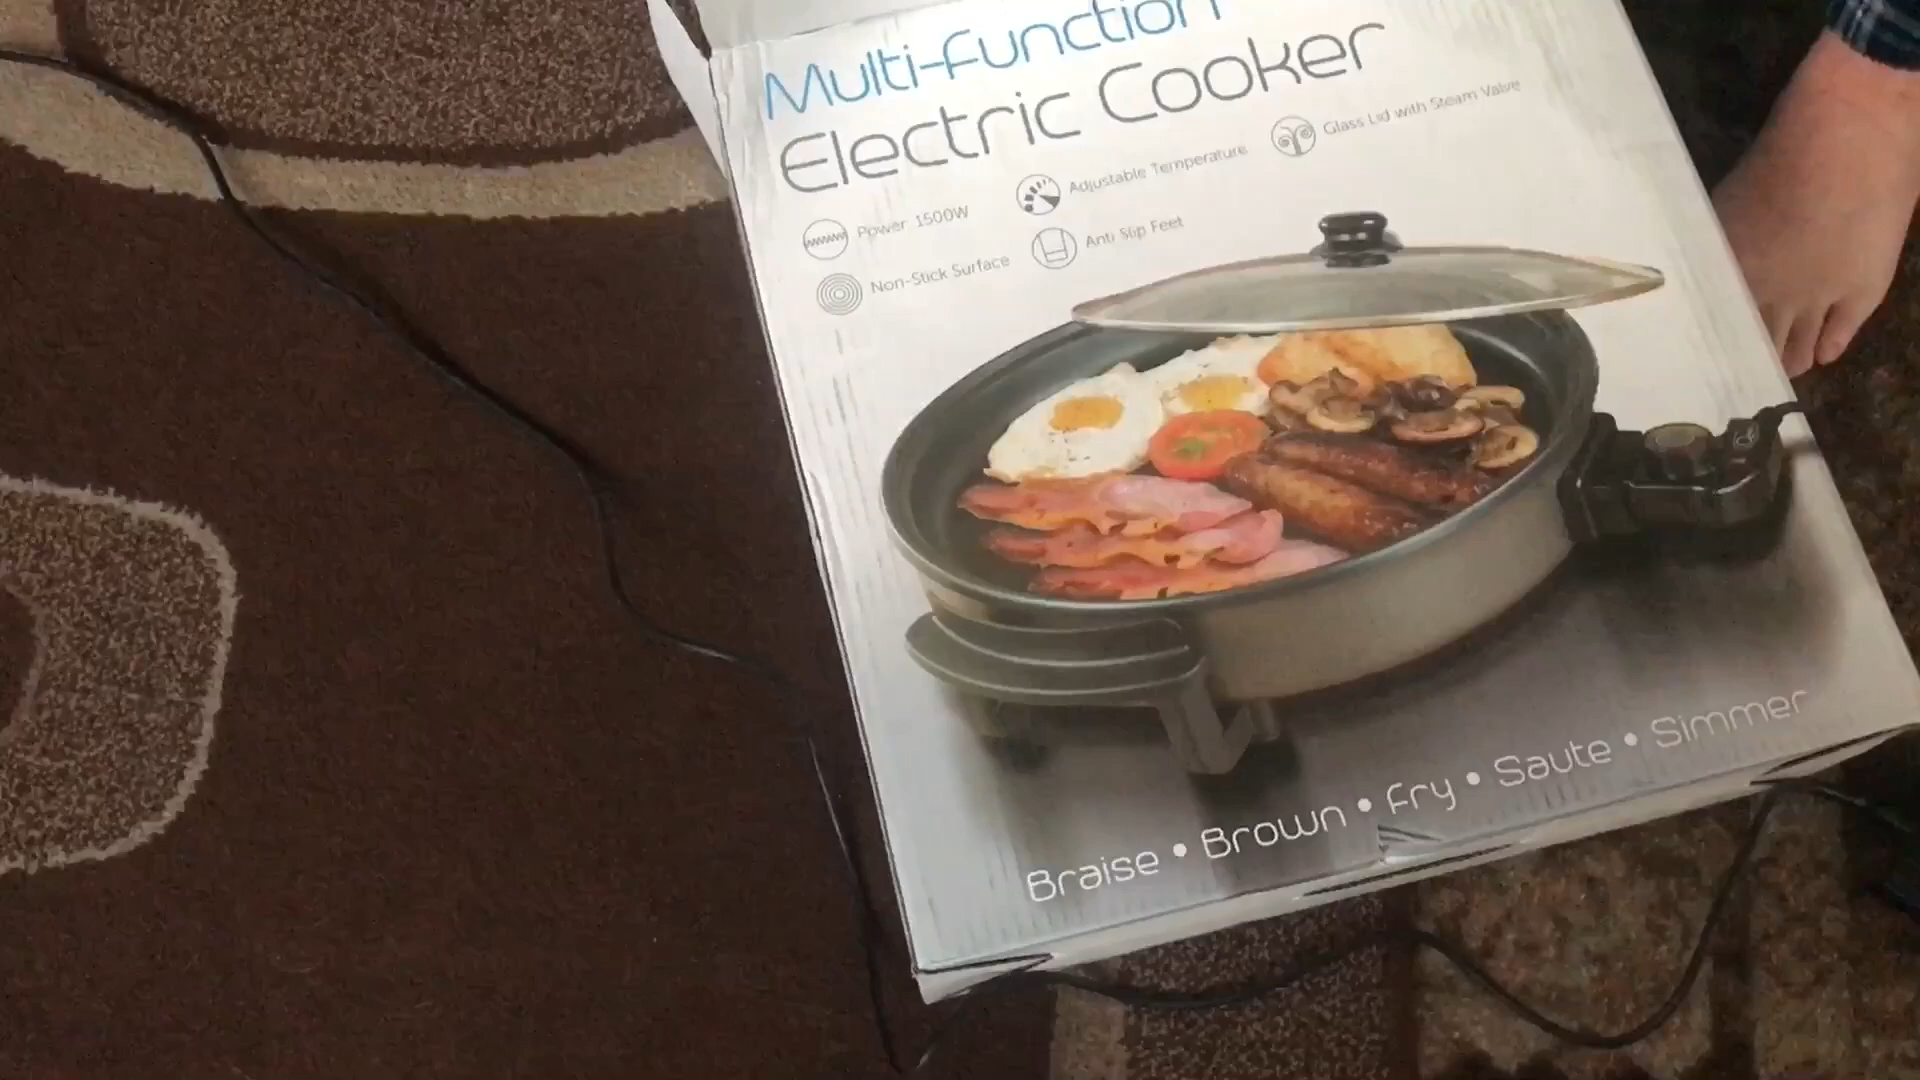 Multi-Function
Electric Cooker
Power 1500W
Adjustable Temperature
Glass Lid with Steam Valve
Non-Stick Surface
Anti Slip Feet
Braise • Brown • Fry • Saute • Simmer